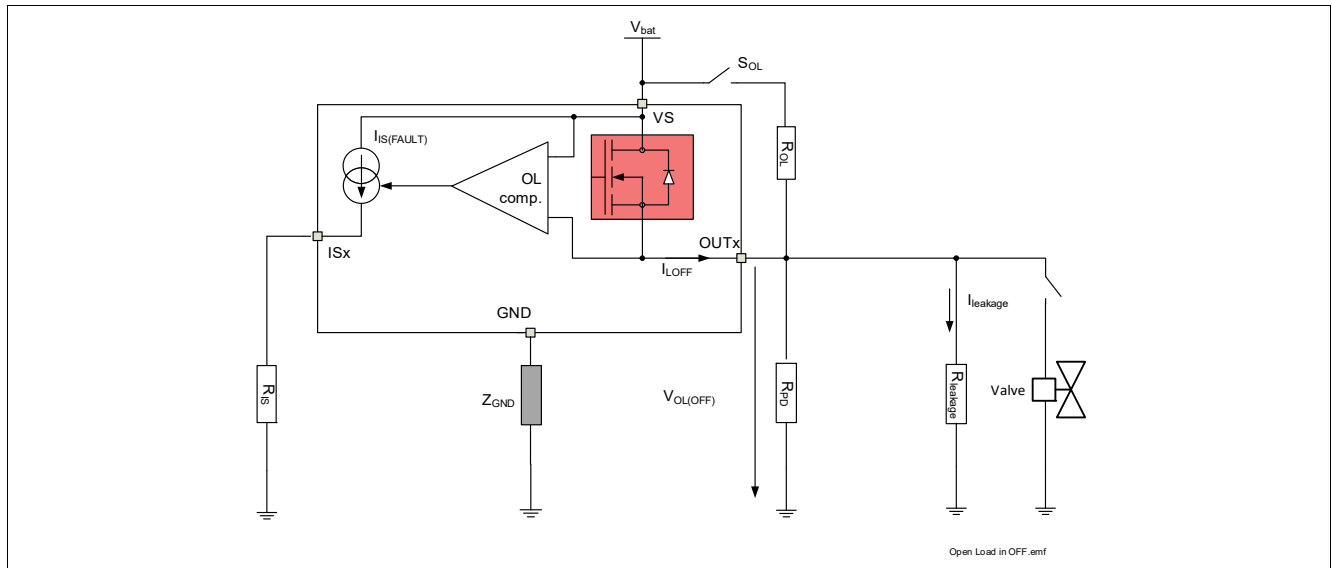 Vbat
SOL
VS
IIS(FAULT)
OL
comp.
ROL
ISx
OUTx
ILOFF
GND
Ileakage
RIS
ZGND
VOL(OFF)
RPD
Rleakage
Valve
Open Load in OFF.emf